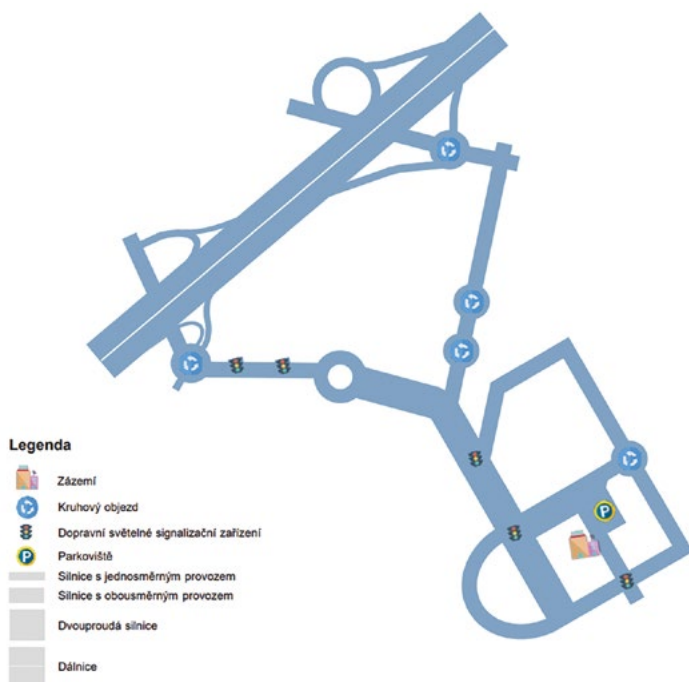 Legenda
Zázemí
Kruhový objezd
Dopravní světelné signalizační zařízení
P Parkoviště
Silnice s jednosměrným provozem
Silnice s obousměrným provozem
Dvouproudá silnice
Dálnice
P